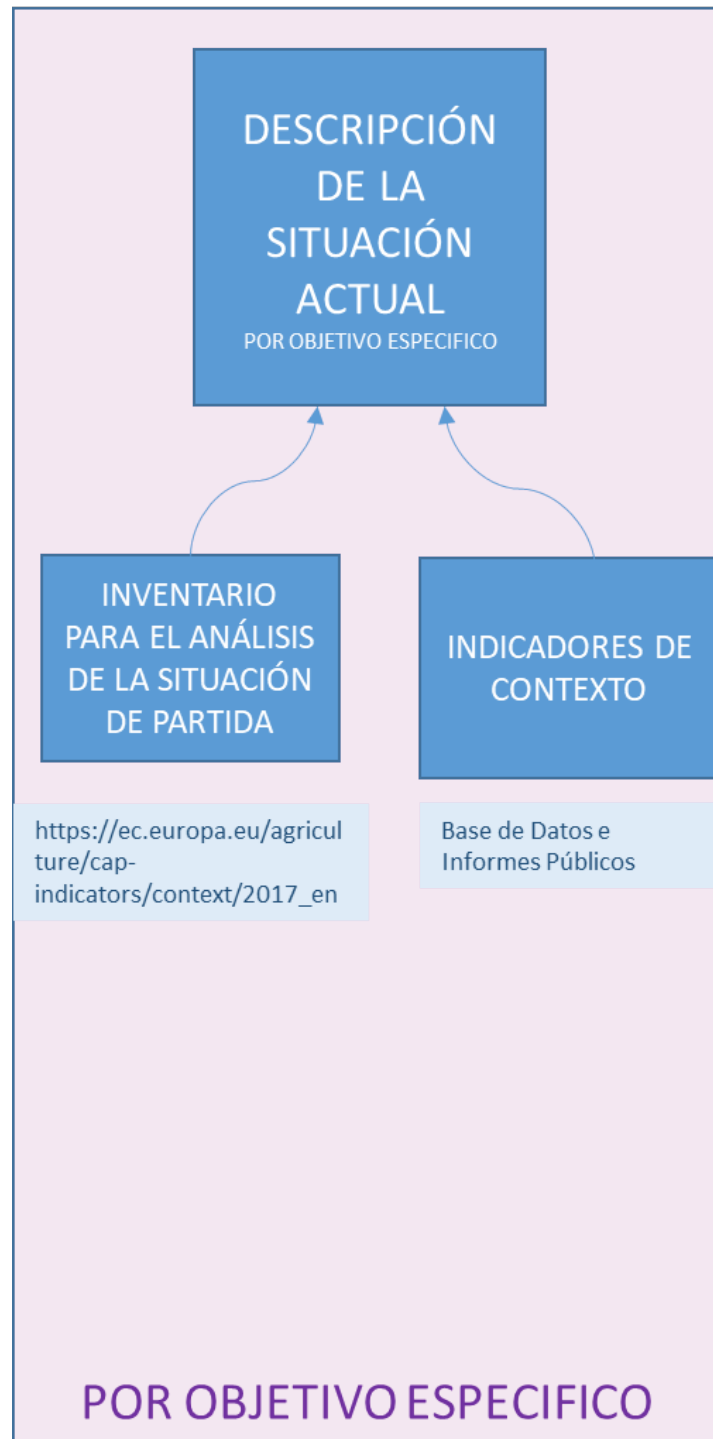 DESCRIPCIÓN
DE LA
SITUACIÓN
ACTUAL
POR OBJETIVO ESPECIFICO
INVENTARIO
PARA EL ANÁLISIS
DE LA SITUACIÓN
DE PARTIDA
INDICADORES DE
CONTEXTO
https://ec.europa.eu/agricul
ture/cap-
indicators/context/2017_en
Base de Datos e
Informes Públicos
POR OBJETIVO ESPECIFICO